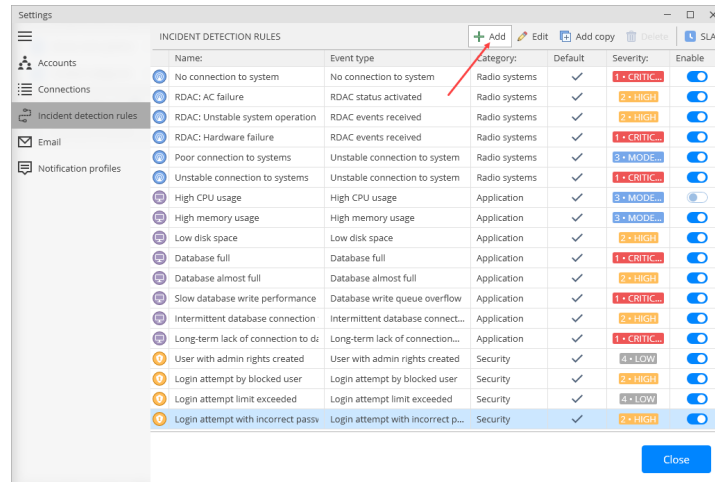 Settings
INCIDENT DETECTION RULES
Add Edit Add copy Delete SLA
Name: Event type Category: Default Severity: Enable
Accounts
Connections
Incident detection rules
Email
Notification profiles
No connection to system No connection to system Radio systems 1 • CRITIC...
RDAC: AC failure RDAC status activated Radio systems 2 • HIGH
RDAC: Unstable system operation RDAC events received Radio systems 2 • HIGH
RDAC: Hardware failure RDAC events received Radio systems 1 • CRITIC...
Poor connection to systems Unstable connection to system Radio systems 3 • MODE...
Unstable connection to systems Unstable connection to system Radio systems 1 • CRITIC...
High CPU usage High CPU usage Application 3 • MODE...
High memory usage High memory usage Application 3 • MODE...
Low disk space Low disk space Application 2 • HIGH
Database full Database full Application 1 • CRITIC...
Database almost full Database almost full Application 2 • HIGH
Slow database write performance Database write queue overflow Application 1 • CRITIC...
Intermittent database connection Intermittent database connect... Application 2 • HIGH
Long-term lack of connection to da Long-term lack of connection... Application 1 • CRITIC...
User with admin rights created User with admin rights created Security 4 • LOW
Login attempt by blocked user Login attempt by blocked user Security 2 • HIGH
Login attempt limit exceeded Login attempt limit exceeded Security 4 • LOW
Login attempt with incorrect passw Login attempt with incorrect p... Security 2 • HIGH
Close